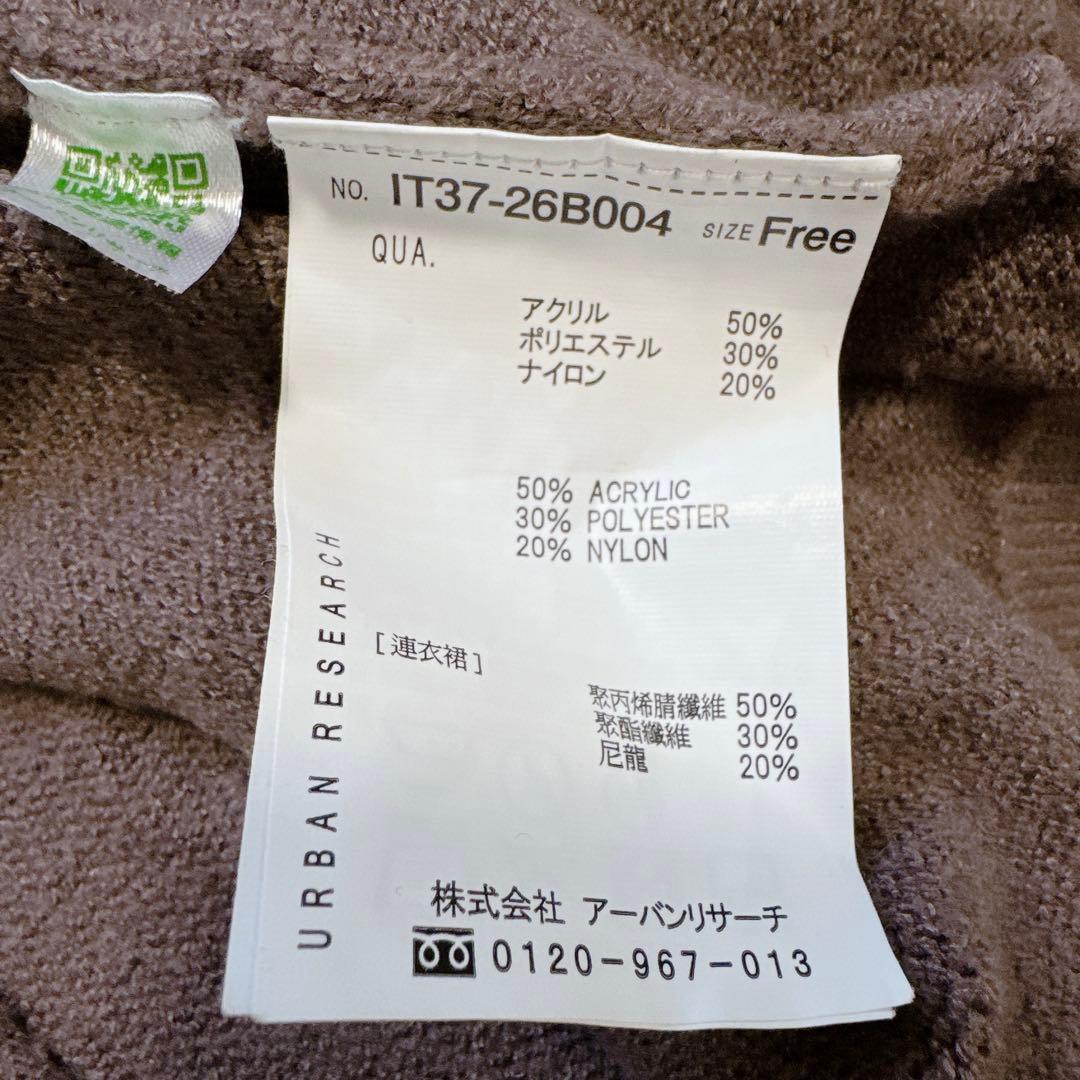 NO. IT37-26B004 SIZE Free
QUA.
アクリル 50%
ポリエステル 30%
ナイロン 20%
50% ACRYLIC
30% POLYESTER
20% NYLON
[連衣裙]
聚丙烯腈纖維 50%
聚酯纖維 30%
尼龍 20%
URBAN RESEARCH
株式会社 アーバンリサーチ
0120-967-013